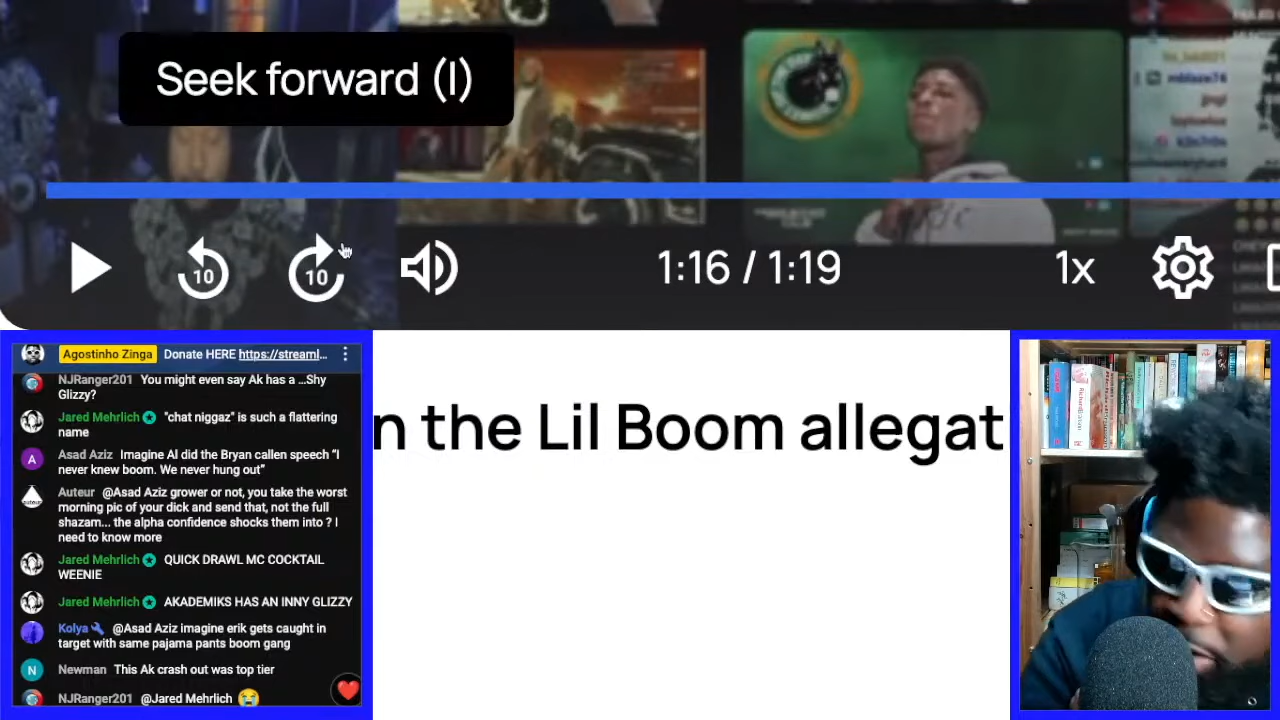 Seek forward (l)
10
10
1:16 / 1:19
1x
Agostinho Zinga Donate HERE https://streaml...
NJRanger201 You might even say Ak has a ...Shy
Glizzy?
Jared Mehrlich "chat niggaz" is such a flattering
name
Asad Aziz Imagine Al did the Bryan callen speech “I
never knew boom. We never hung out”
Auteur @Asad Aziz grower or not, you take the worst
morning pic of your dick and send that, not the full
shazam... the alpha confidence shocks them into ? I
need to know more
Jared Mehrlich QUICK DRAWL MC COCKTAIL
WEENIE
Jared Mehrlich AKADEMIKS HAS AN INNY GLIZZY
Kolya @Asad Aziz imagine erik gets caught in
target with same pajama pants boom gang
N Newman This Ak crash out was top tier
NJRanger201 @Jared Mehrlich 😭
n the Lil Boom allegat